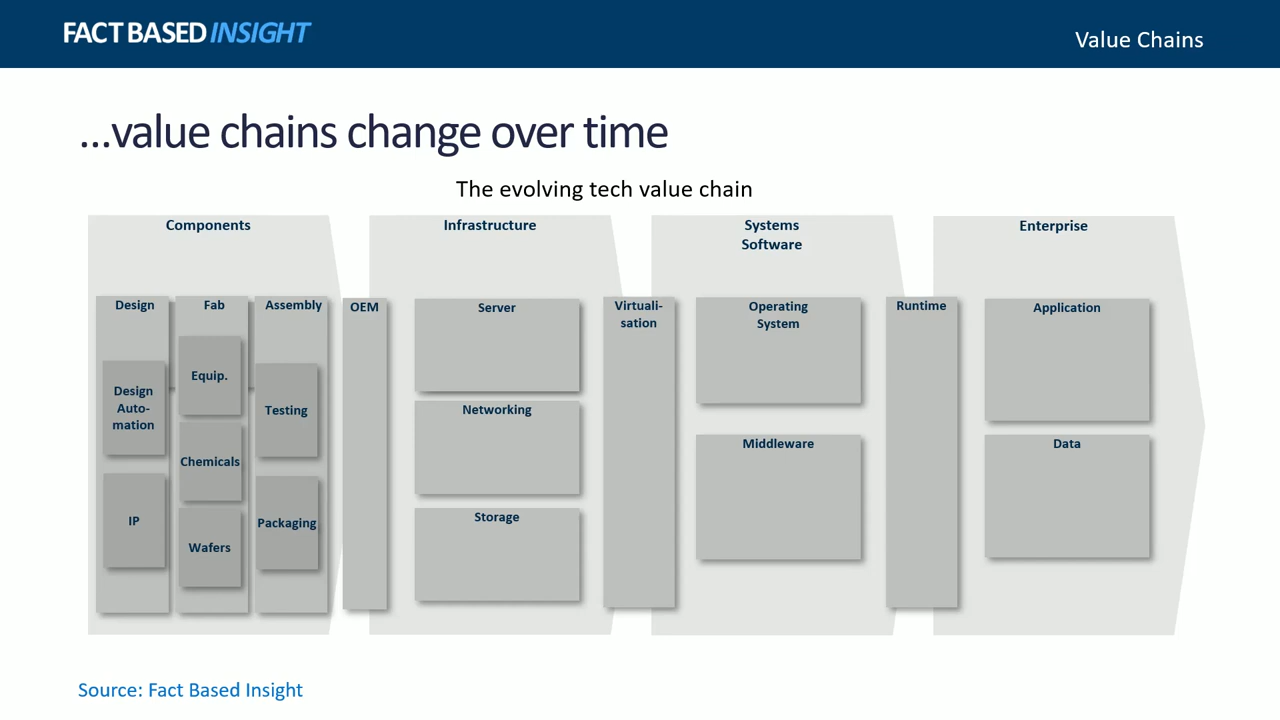 FACT BASED INSIGHT
Value Chains
...value chains change over time
The evolving tech value chain
Components
Infrastructure
Systems
Software
Enterprise
Design
Fab
Assembly
Design
Auto-
mation
IP
Equip.
Chemicals
Wafers
Testing
Packaging
OEM
Server
Networking
Storage
Virtuali-
sation
Operating
System
Middleware
Runtime
Application
Data
Source: Fact Based Insight